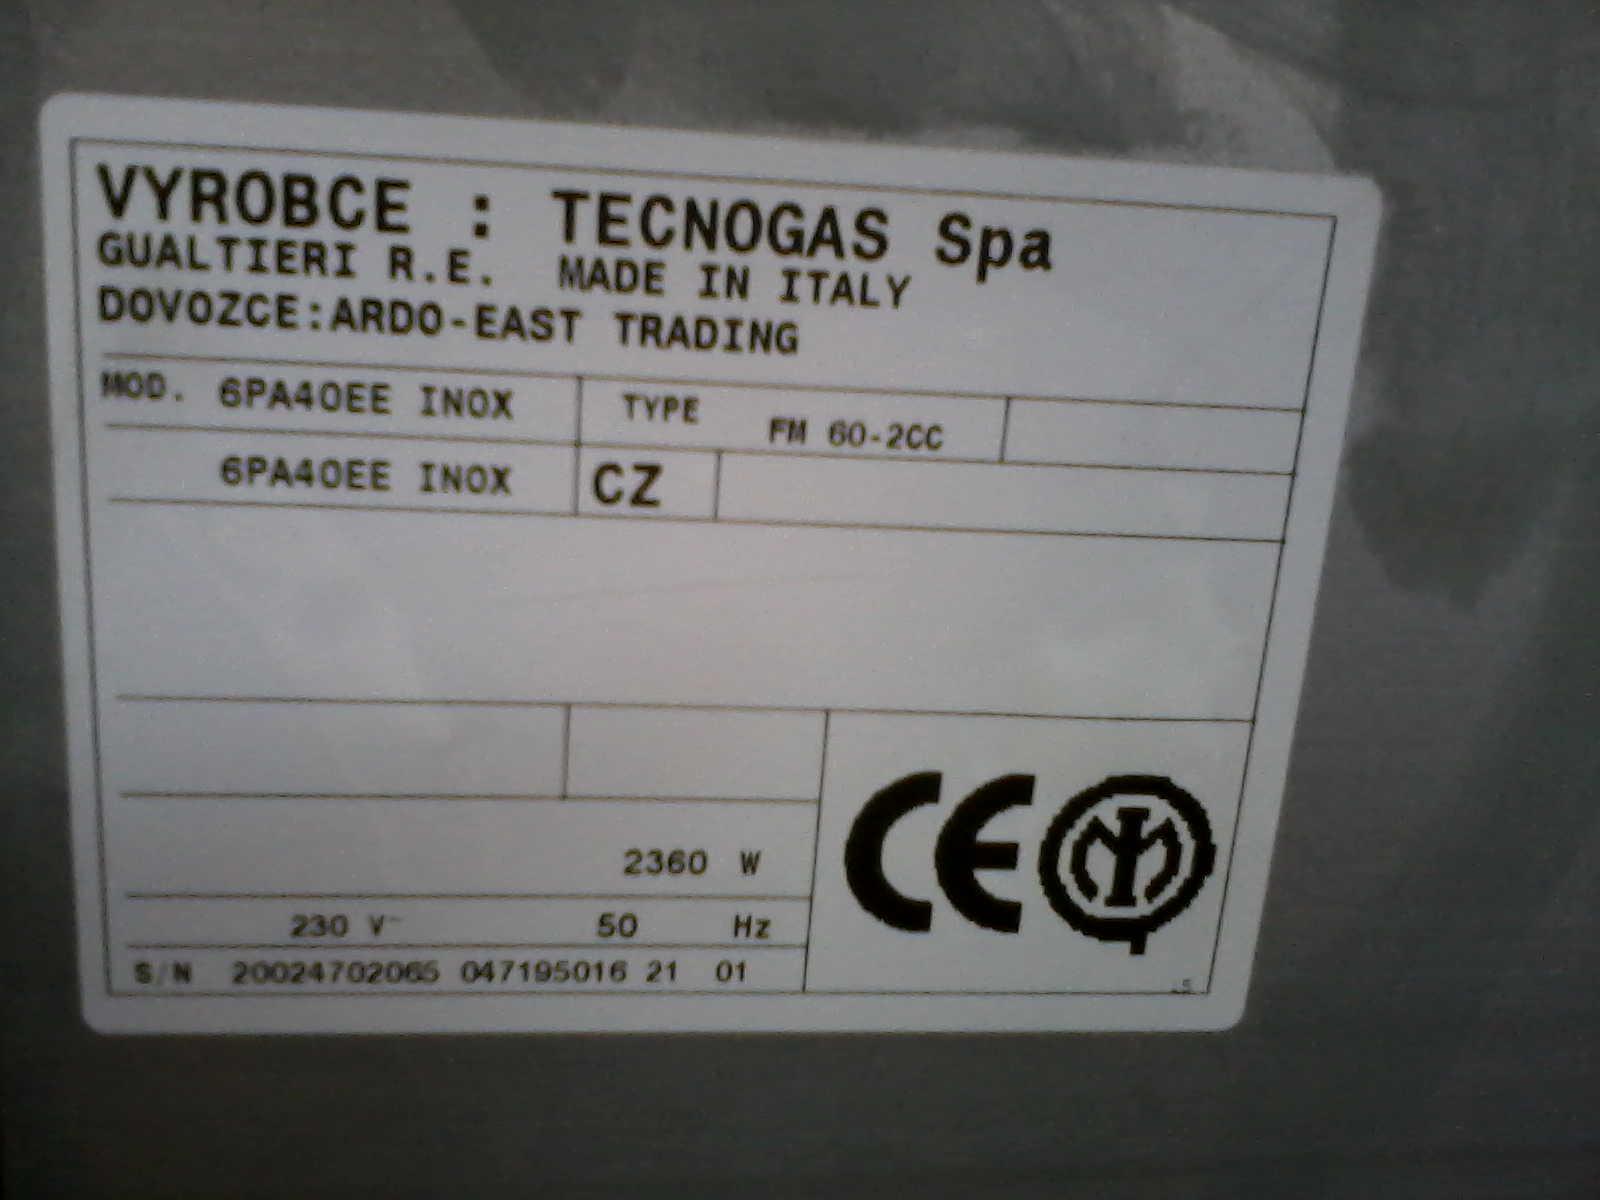 VYROBCE : TECNOGAS Spa
GUALTIERI R.E. MADE IN ITALY
DOVOZCE:ARDO-EAST TRADING
MOD. 6PA40EE INOX TYPE FM 60-2CC
6PA40EE INOX CZ
2360 W
230 V~ 50 Hz
S/N 20024702065 047195016 21 01
CE